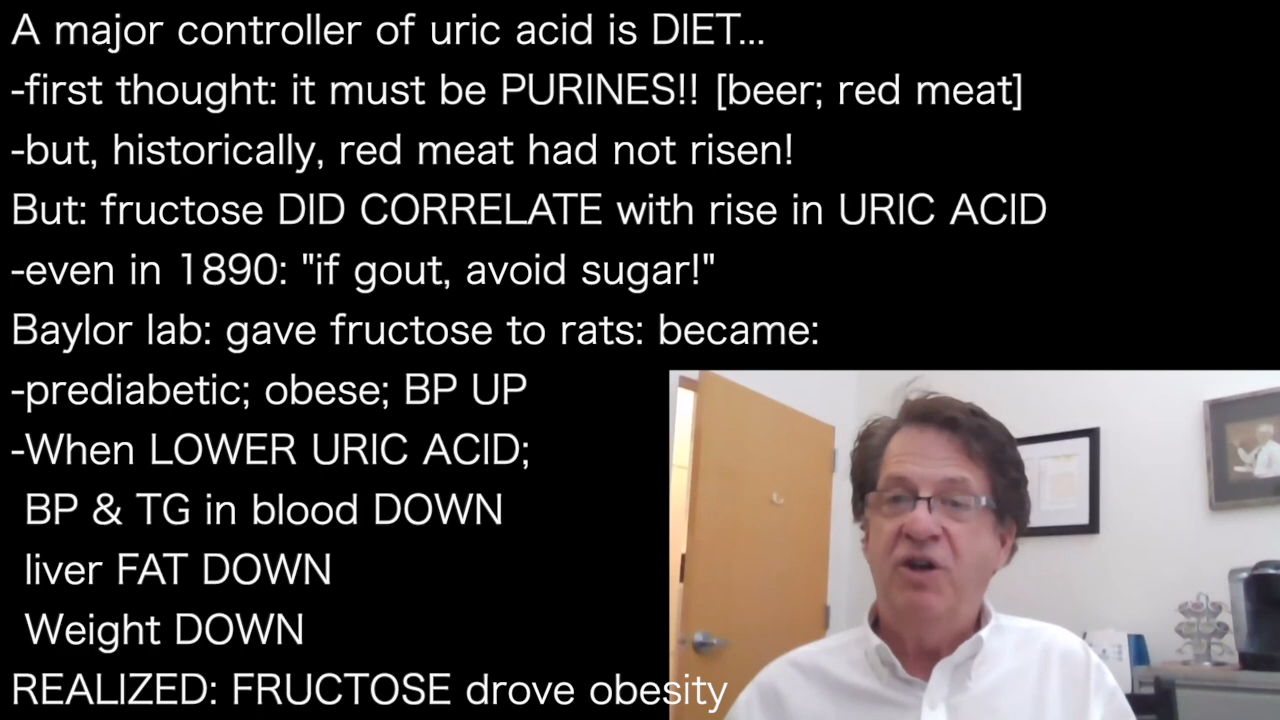 A major controller of uric acid is DIET...
-first thought: it must be PURINES!! [beer; red meat]
-but, historically, red meat had not risen!
But: fructose DID CORRELATE with rise in URIC ACID
-even in 1890: "if gout, avoid sugar!"
Baylor lab: gave fructose to rats: became:
-prediabetic; obese; BP UP
-When LOWER URIC ACID;
BP & TG in blood DOWN
liver FAT DOWN
Weight DOWN
REALIZED: FRUCTOSE drove obesity